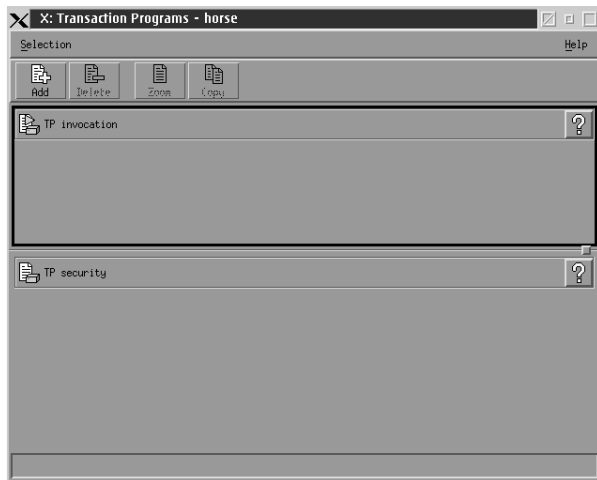 X: Transaction Programs - horse
Selection Help
Add Delete Zoom Copy
TP invocation
TP security